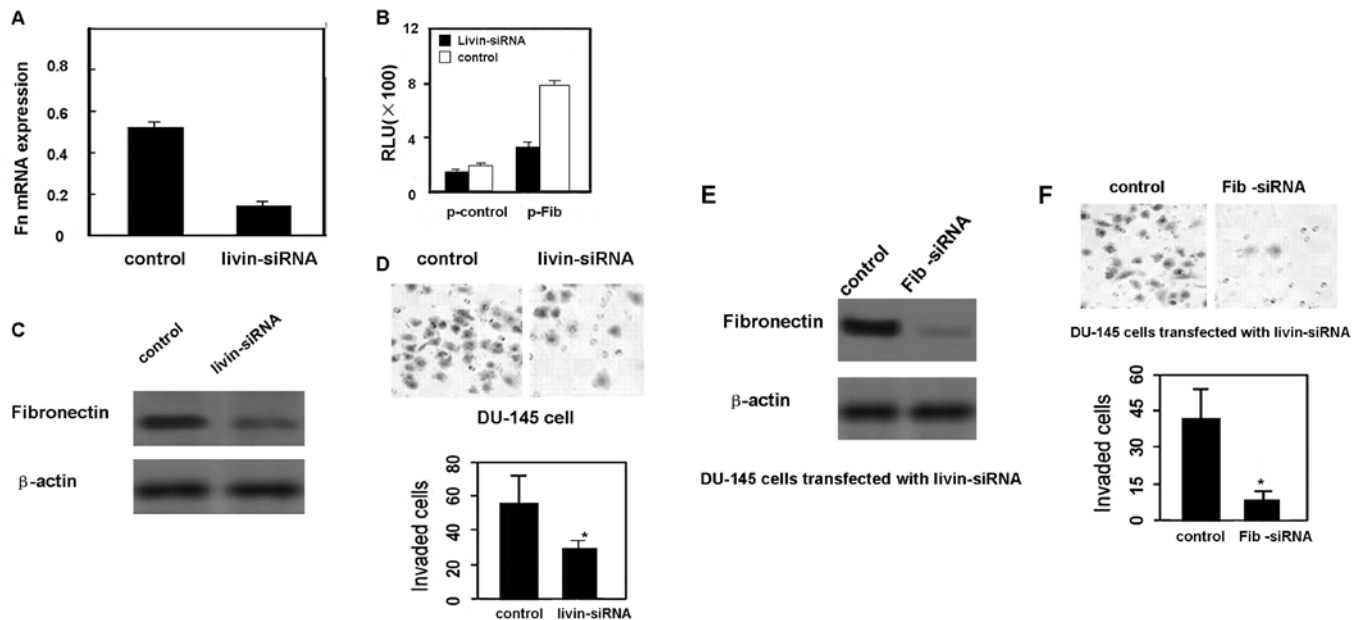 A
Fn mRNA expression
0.8
0.6
0.4
0.2
0
control livin-siRNA
B
RLU(×100)
12
8
4
0
Livin-siRNA
control
p-control p-Fib
C
control livin-siRNA
Fibronectin
β-actin
D
control livin-siRNA
DU-145 cell
Invaded cells
80
60
40
20
0
*
control livin-siRNA
E
control Fib -siRNA
Fibronectin
β-actin
DU-145 cells transfected with livin-siRNA
F
control Fib -siRNA
DU-145 cells transfected with livin-siRNA
Invaded cells
60
45
30
15
0
*
control Fib -siRNA